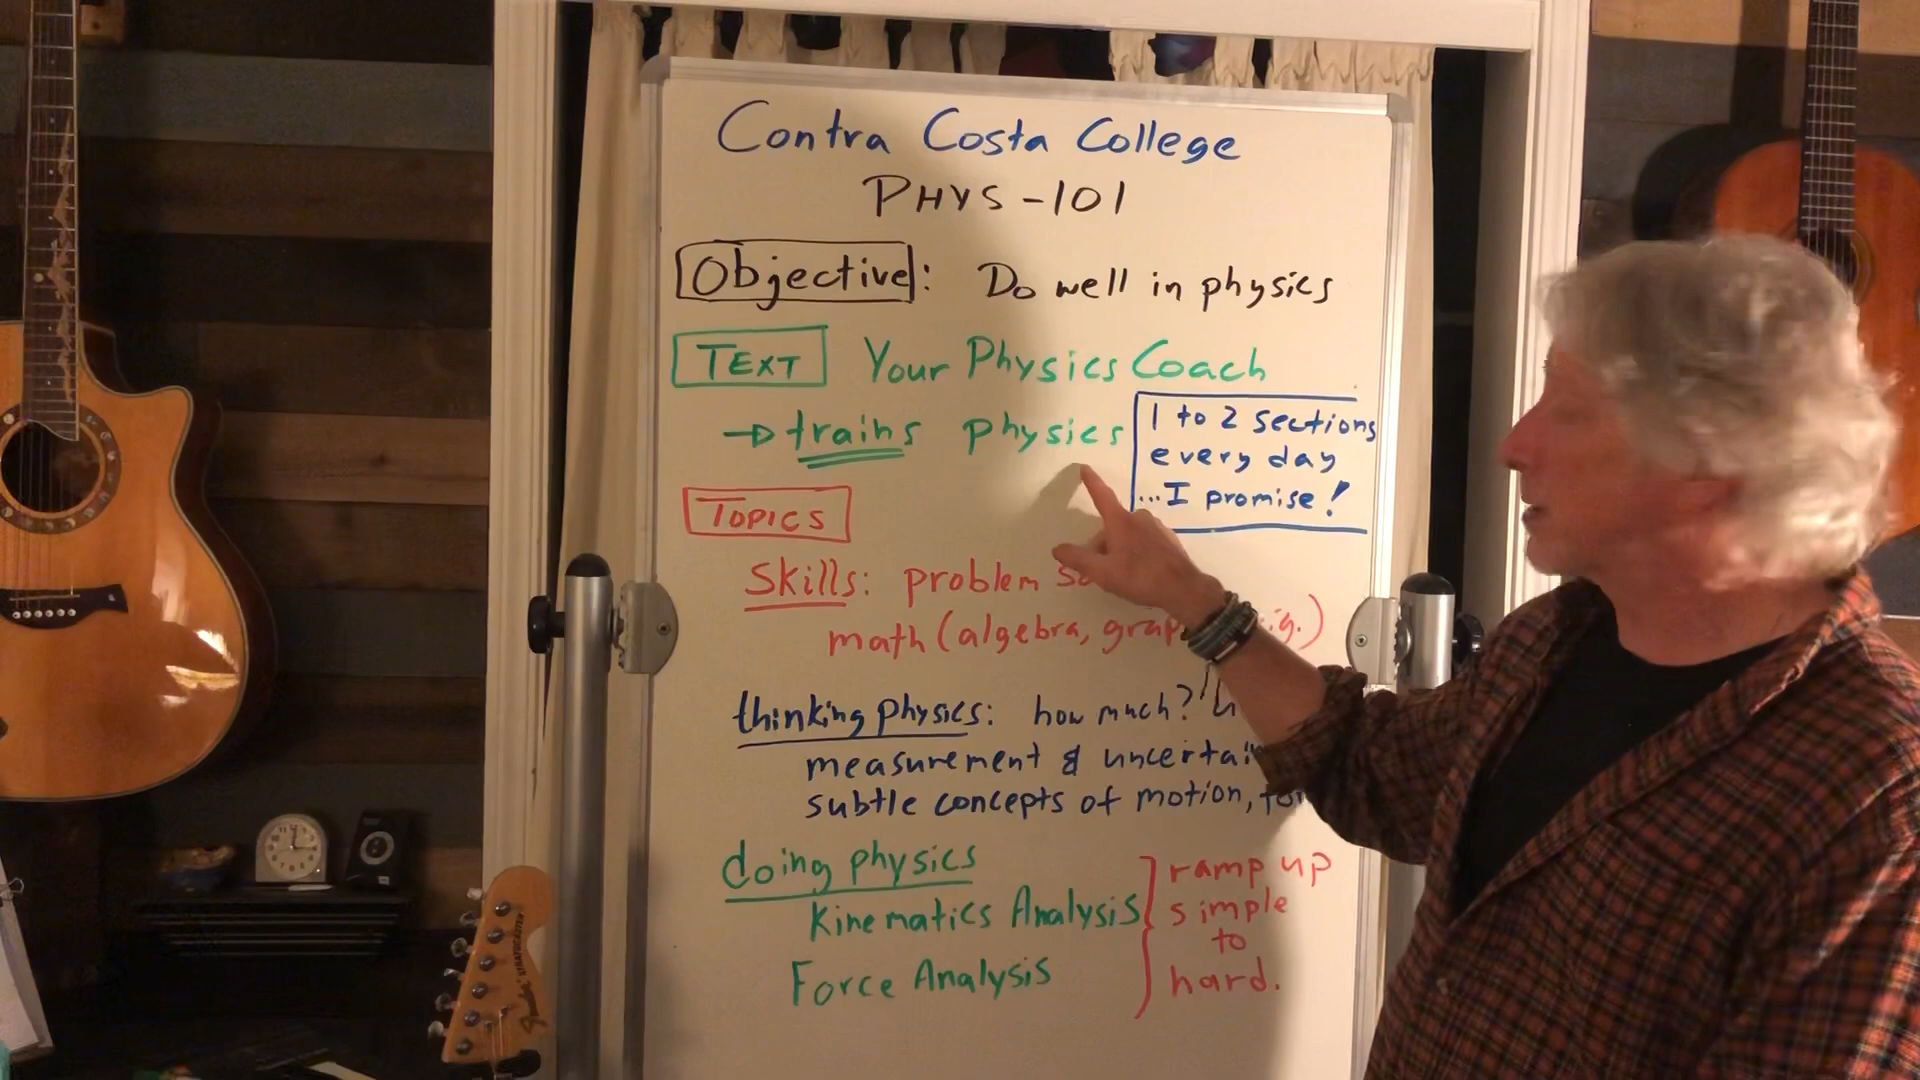 Contra Costa College
PHYS-101
Objective: Do well in physics
TEXT Your Physics Coach
→ trains physics
1 to 2 sections
every day
...I promise!
TOPICS
Skills: problem
math (algebra,
thinking physics: how much?
measurement &
subtle concepts of motion,
doing physics
Kinematics Analysis
Force Analysis
ramp up
simple
to
hard.
Fender STRATOCASTER